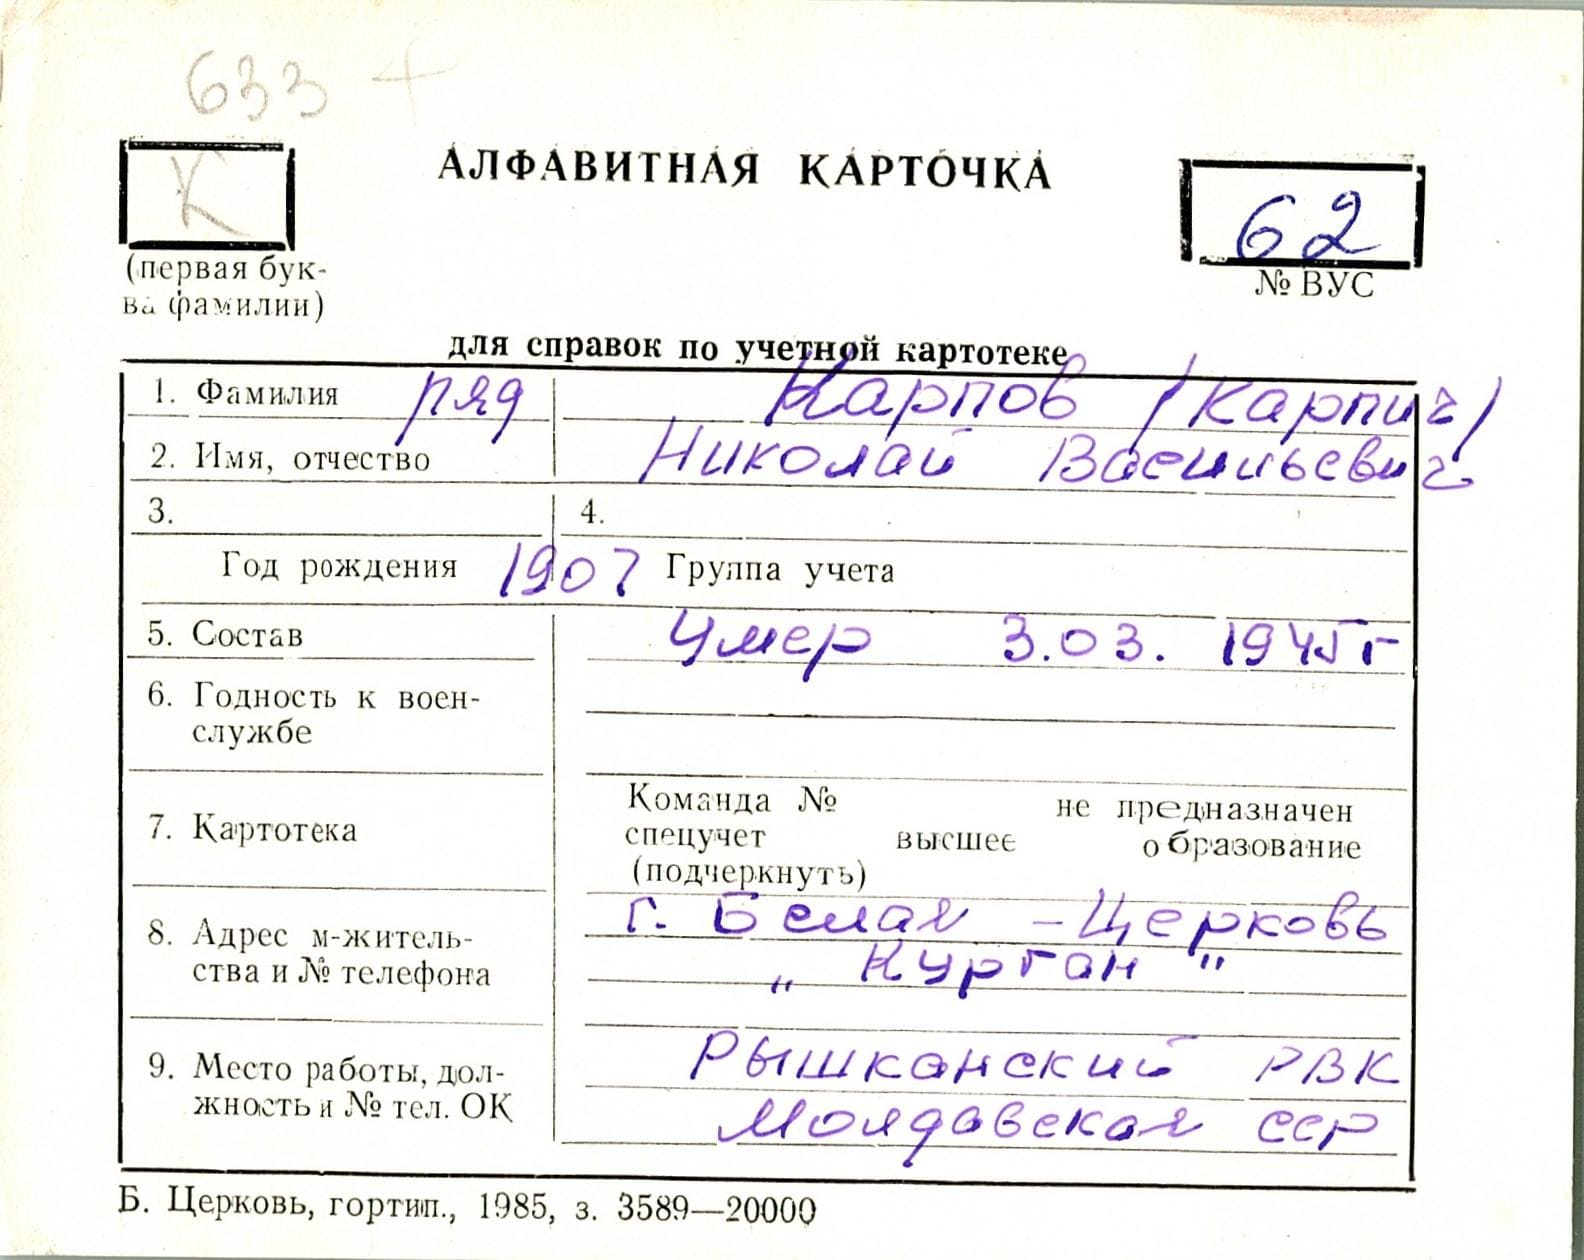 633 +
К
АЛФАВИТНАЯ КАРТОЧКА
62
(первая бук-
ва фамилии)
№ ВУС
для справок по учетной картотеке
1. Фамилия ряд Карпов /Карпич/
2. Имя, отчество Николай Васильевич
3. 4.
Год рождения 1907 Группа учета
5. Состав Умер 3.03. 1945г
6. Годность к воен-
службе
7. Картотека
Команда № не предназначен
спецучет высшее образование
(подчеркнуть)
8. Адрес м-житель-
ства и № телефона
г. Белая - Церковь
„ Курган "
9. Место работы, дол-
жность и № тел. ОК
Рышканский РВК
Молдавская ССР
Б. Церковь, гортип., 1985, з. 3589—20000